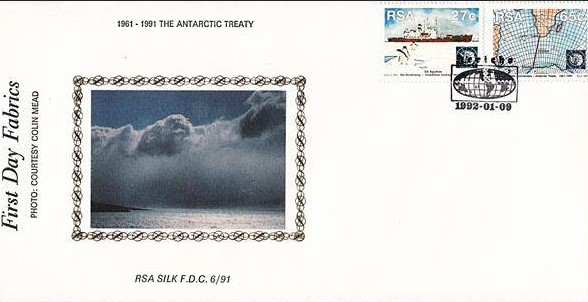 1961 - 1991 THE ANTARCTIC TREATY
RSA 27c
RSA 65c
SA Agulhas
1992-01-09
First Day Fabrics
PHOTO: COURTESY COLIN MEAD
RSA SILK F.D.C. 6/91